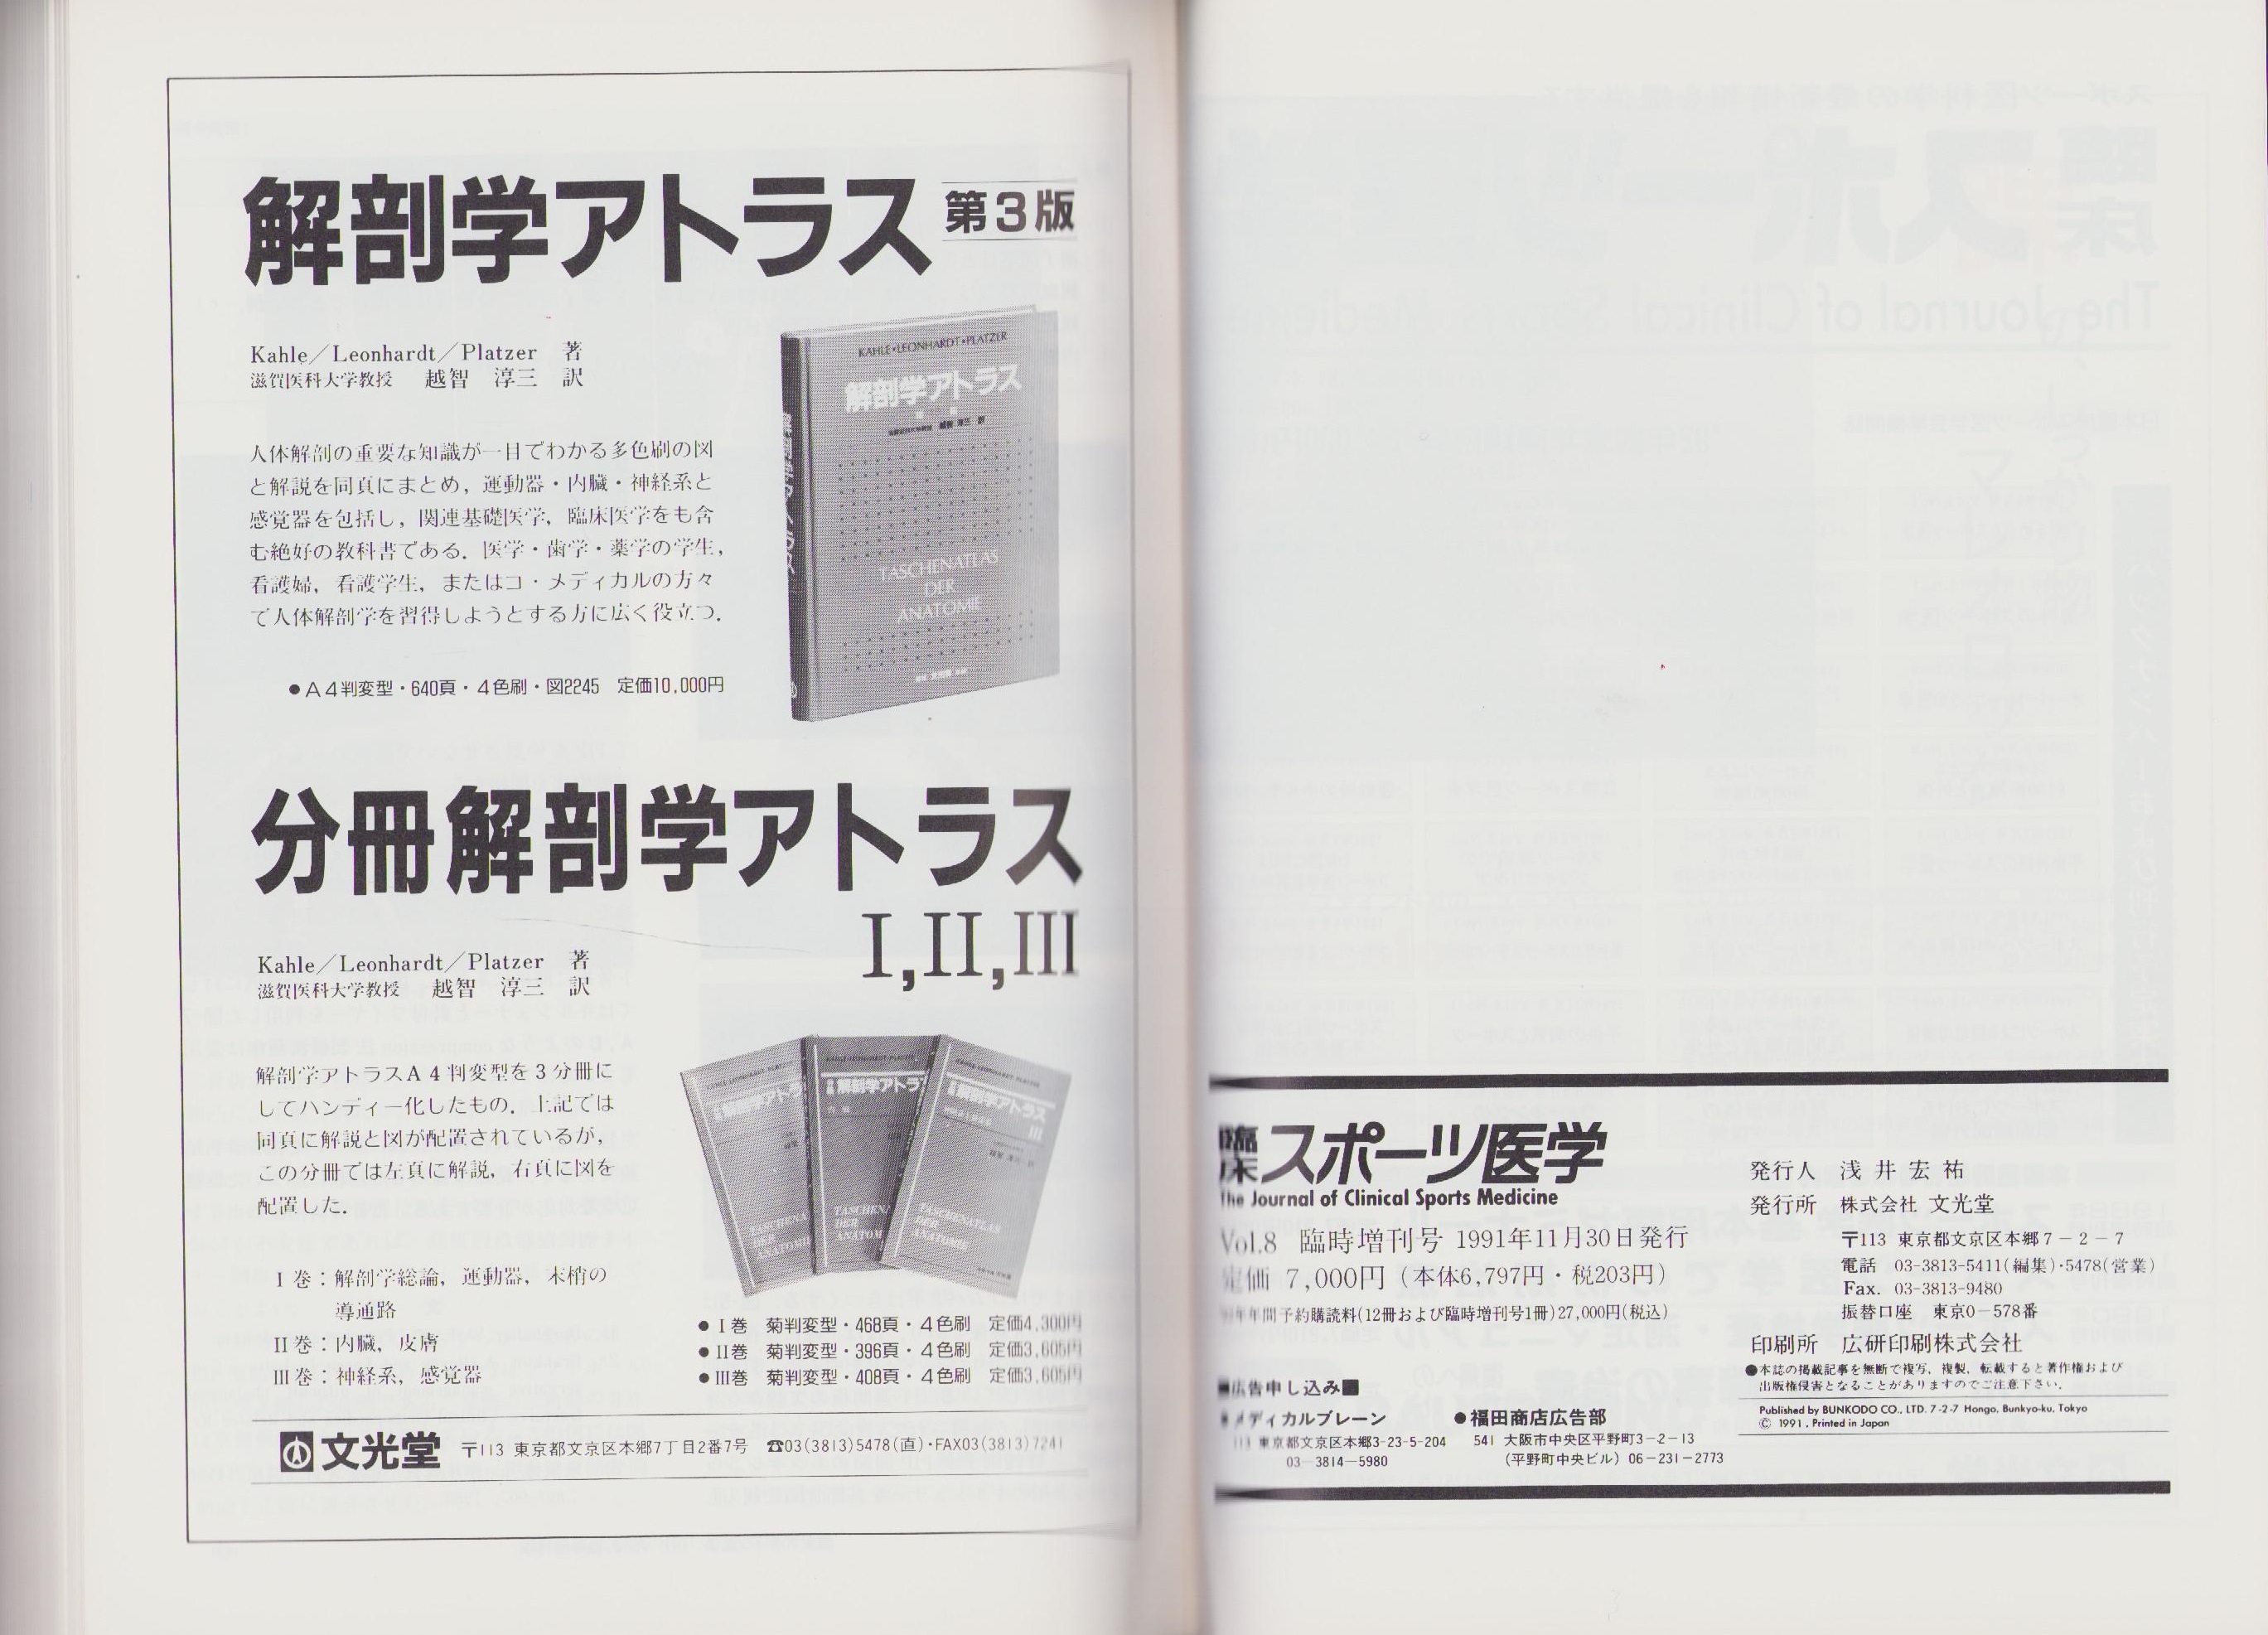 解剖学アトラス 第3版
Kahle／Leonhardt／Platzer 著
滋賀医科大学教授 越智 淳三 訳
人体解剖の重要な知識が一目でわかる多色刷の図
と解説を同頁にまとめ，運動器・内臓・神経系と
感覚器を包括し，関連基礎医学，臨床医学をも含
む絶好の教科書である．医学・歯学・薬学の学生，
看護婦，看護学生，またはコ・メディカルの方々
で人体解剖学を習得しようとする方に広く役立つ．
●A4判変型・640頁・4色刷・図2245 定価10,000円
KAHLE・LEONHARDT・PLATZER
解剖学アトラス
越智 淳三 訳
TASCHENATLAS
DER
ANATOMIE
解剖学アトラス
分冊解剖学アトラス
I,II,III
Kahle／Leonhardt／Platzer 著
滋賀医科大学教授 越智 淳三 訳
解剖学アトラスA4判変型を3分冊に
してハンディー化したもの．上記では
同頁に解説と図が配置されているが，
この分冊では左頁に解説，右頁に図を
配置した．
I巻：解剖学総論，運動器，末梢の
導通路
II巻：内臓，皮膚
III巻：神経系，感覚器
解剖学アトラス
TASCHENATLAS
DER
ANATOMIE
●I巻 菊判変型・468頁・4色刷 定価4,300円
●II巻 菊判変型・396頁・4色刷 定価3,605円
●III巻 菊判変型・408頁・4色刷 定価3,605円
文光堂 〒113 東京都文京区本郷7丁目2番7号 ☎03(3813)5478(直)・FAX03(3813)7241
臨床スポーツ医学
The Journal of Clinical Sports Medicine
Vol.8 臨時増刊号 1991年11月30日発行
定価 7,000円（本体6,797円・税203円）
年間予約購読料(12冊および臨時増刊号1冊)27,000円(税込)
■広告申し込み■
メディカルブレーン
113 東京都文京区本郷3-23-5-204
03−3814−5980
●福田商店広告部
541 大阪市中央区平野町3−2−13
（平野町中央ビル）06−231−2773
発行人 浅井宏祐
発行所 株式会社 文光堂
〒113 東京都文京区本郷7−2−7
電話 03-3813-5411(編集)・5478(営業)
Fax. 03-3813-9480
振替口座 東京0−578番
印刷所 広研印刷株式会社
●本誌の掲載記事を無断で複写、複製、転載すると著作権および
出版権侵害となることがありますのでご注意下さい。
Published by BUNKODO CO., LTD. 7-2-7 Hongo, Bunkyo-ku, Tokyo
© 1991, Printed in Japan